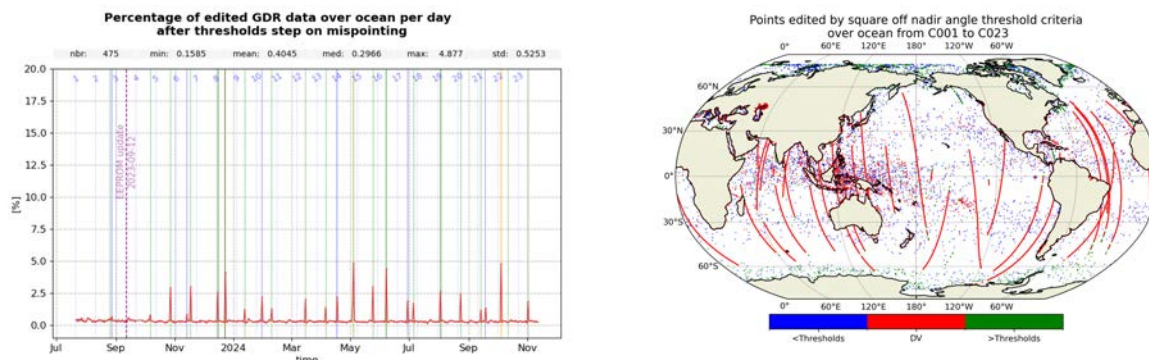 Percentage of edited GDR data over ocean per day
after thresholds step on mispointing
nbr: 475 min: 0.1585 mean: 0.4045 med: 0.2966 max: 4.877 std: 0.5253
20.0
17.5
15.0
12.5
10.0
7.5
5.0
2.5
0.0
[%]
1 2 3 4 5 6 7 8 9 10 11 12 13 14 15 16 17 18 19 20 21 22 23
EEPROM update
2023-09-12
Jul Sep Nov 2024 Mar May Jul Sep Nov
time
Points edited by square off nadir angle threshold criteria
over ocean from C001 to C023
0° 60°E 120°E 180° 120°W 60°W
60°N
30°N
0°
30°S
60°S
0° 60°E 120°E 180° 120°W 60°W
<Thresholds DV >Thresholds